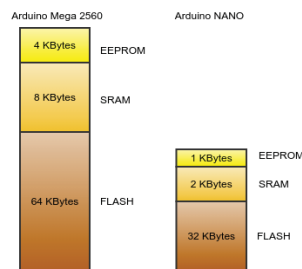 Arduino Mega 2560
4 KBytes
EEPROM
8 KBytes
SRAM
64 KBytes
FLASH
Arduino NANO
1 KBytes
EEPROM
2 KBytes
SRAM
32 KBytes
FLASH